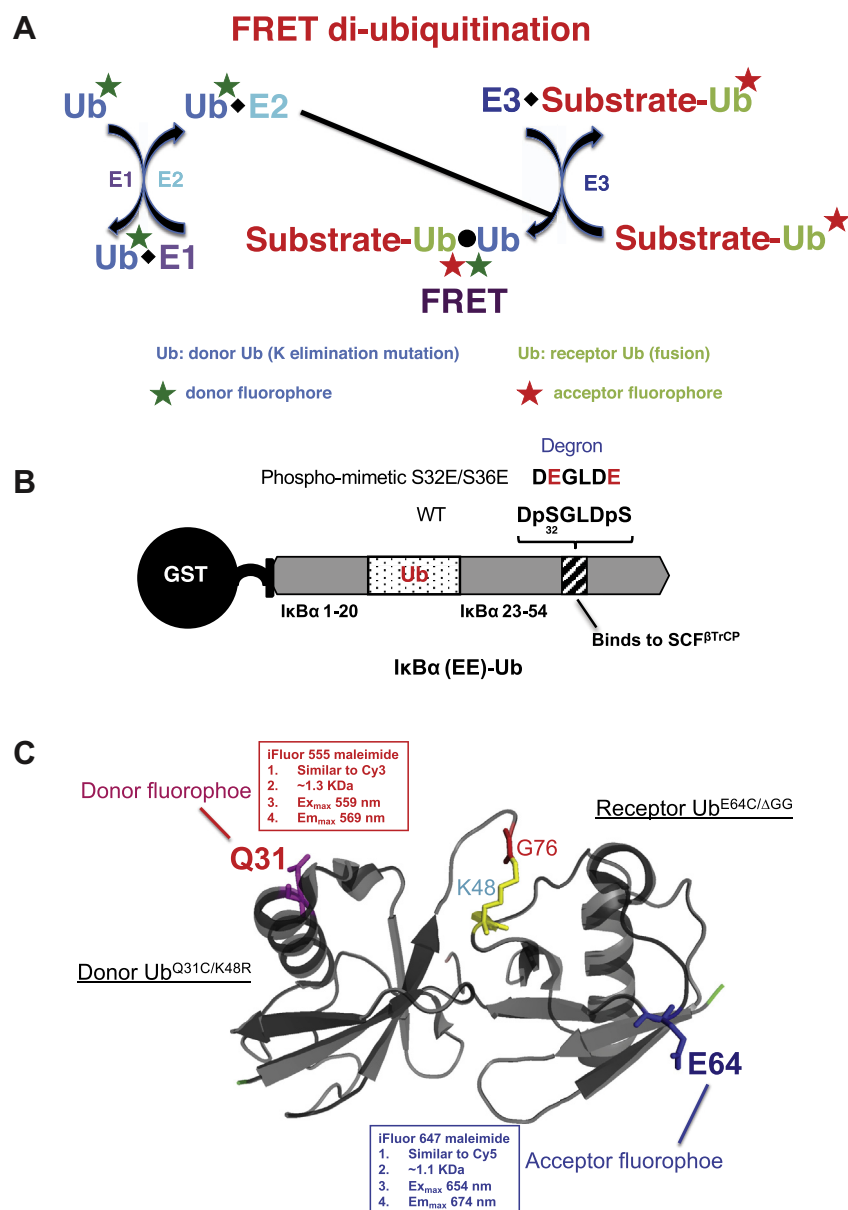 A
FRET di-ubiquitination
Ub
Ub◆E2
E3◆Substrate-Ub
E1
E2
E3
Ub◆E1
Substrate-Ub●Ub
Substrate-Ub
FRET
Ub: donor Ub (K elimination mutation)
Ub: receptor Ub (fusion)
donor fluorophore
acceptor fluorophore
B
Degron
Phospho-mimetic S32E/S36E
DEGLDE
WT
DpSGLDpS
32
GST
Ub
IκBα 1-20
IκBα 23-54
Binds to SCFβTrCP
IκBα (EE)-Ub
C
iFluor 555 maleimide
1. Similar to Cy3
2. ~1.3 KDa
3. Exmax 559 nm
4. Emmax 569 nm
Donor fluorophoe
Receptor UbE64C/ΔGG
Q31
G76
K48
Donor UbQ31C/K48R
E64
iFluor 647 maleimide
1. Similar to Cy5
2. ~1.1 KDa
3. Exmax 654 nm
4. Emmax 674 nm
Acceptor fluorophoe